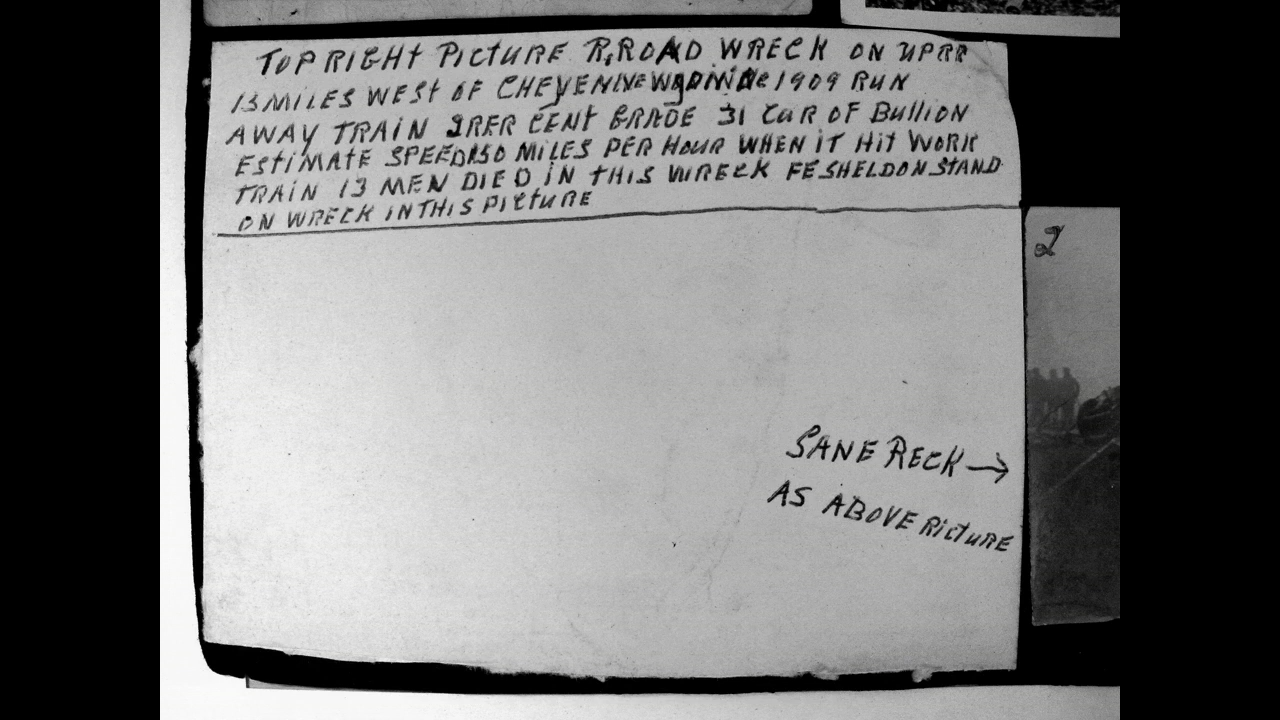 TOP RIGHT PICTURE R,ROAD WRECK ON UPRR
13 MILES WEST OF CHEYENNE WYOMING 1909 RUN
AWAY TRAIN 2 PER CENT GRADE 31 CAR OF BULLION
ESTIMATE SPEED 150 MILES PER HOUR WHEN IT HIT WORK
TRAIN 13 MEN DIED IN THIS WRECK FE SHELDON STAND
ON WRECK IN THIS PICTURE
2
SANE RECK →
AS ABOVE PICTURE